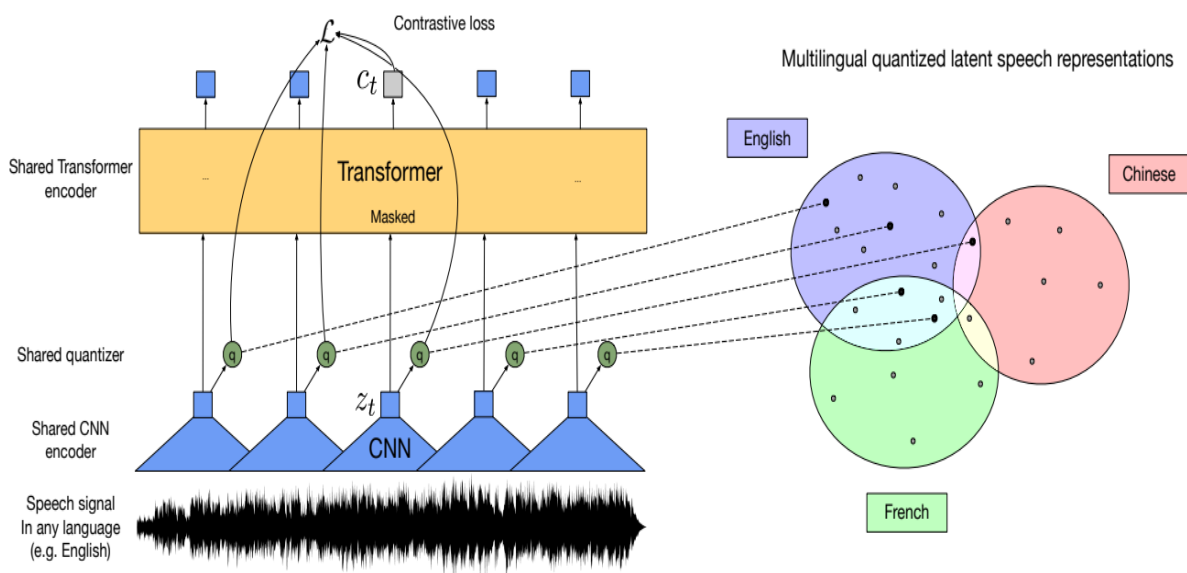 Contrastive loss
ℒ
Multilingual quantized latent speech representations
c_t
English
Shared Transformer
encoder
Transformer
...
...
Masked
Chinese
Shared quantizer
q
q
q
q
q
z_t
Shared CNN
encoder
CNN
French
Speech signal
In any language
(e.g. English)